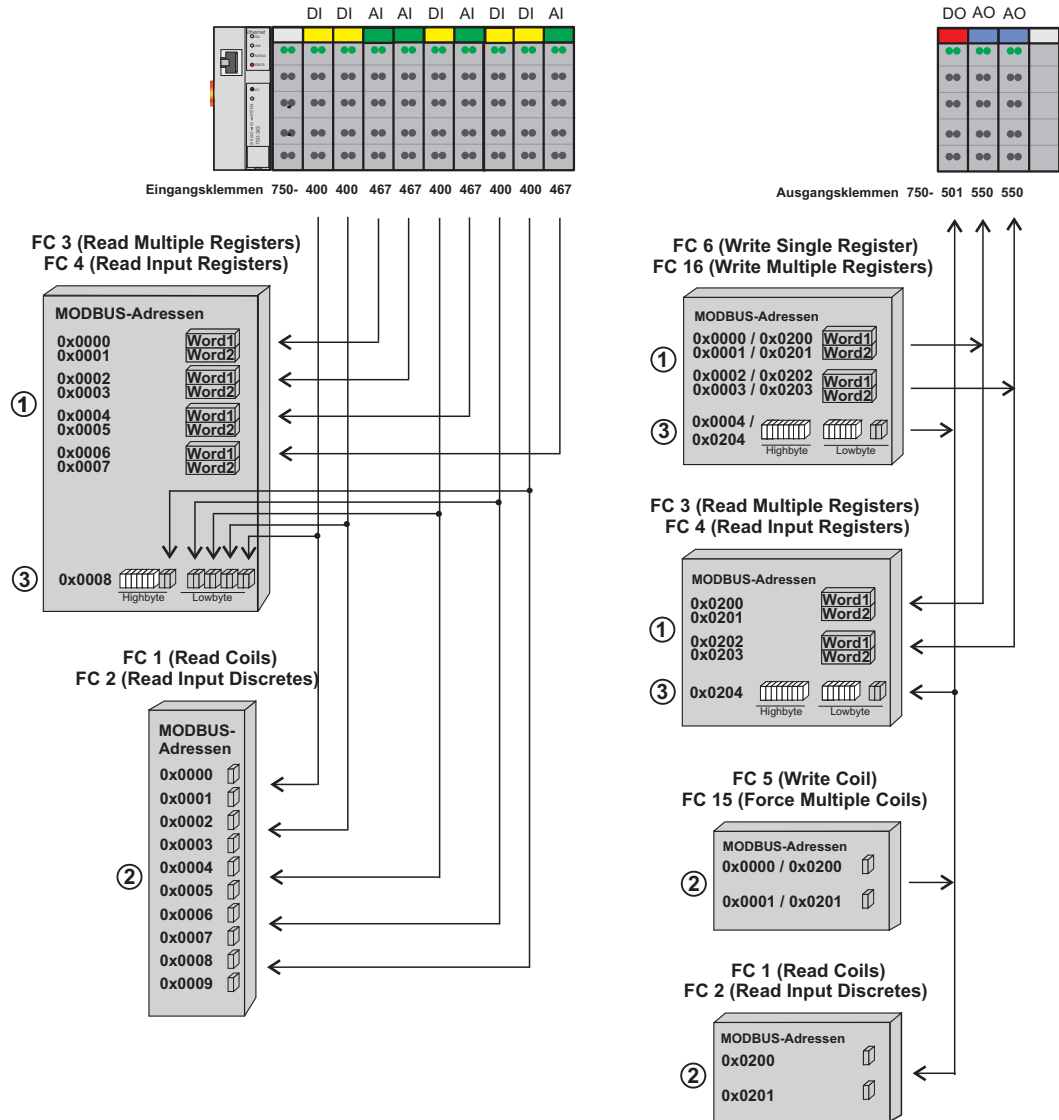 DI DI AI AI DI AI DI DI AI
DO AO AO
Ethernet
ON
LINK
TxD/RxD
ERROR
750-362
Eingangsklemmen 750- 400 400 467 467 400 467 400 400 467
Ausgangsklemmen 750- 501 550 550
FC 3 (Read Multiple Registers)
FC 4 (Read Input Registers)
MODBUS-Adressen
1
0x0000 Word1
0x0001 Word2
0x0002 Word1
0x0003 Word2
0x0004 Word1
0x0005 Word2
0x0006 Word1
0x0007 Word2
3
0x0008
Highbyte Lowbyte
FC 1 (Read Coils)
FC 2 (Read Input Discretes)
MODBUS-
Adressen
2
0x0000
0x0001
0x0002
0x0003
0x0004
0x0005
0x0006
0x0007
0x0008
0x0009
FC 6 (Write Single Register)
FC 16 (Write Multiple Registers)
MODBUS-Adressen
1
0x0000 / 0x0200 Word1
0x0001 / 0x0201 Word2
0x0002 / 0x0202 Word1
0x0003 / 0x0203 Word2
3
0x0004 /
0x0204
Highbyte Lowbyte
FC 3 (Read Multiple Registers)
FC 4 (Read Input Registers)
MODBUS-Adressen
1
0x0200 Word1
0x0201 Word2
0x0202 Word1
0x0203 Word2
3
0x0204
Highbyte Lowbyte
FC 5 (Write Coil)
FC 15 (Force Multiple Coils)
MODBUS-Adressen
2
0x0000 / 0x0200
0x0001 / 0x0201
FC 1 (Read Coils)
FC 2 (Read Input Discretes)
MODBUS-Adressen
2
0x0200
0x0201